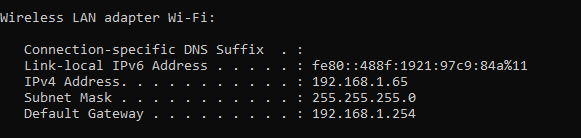 Wireless LAN adapter Wi-Fi:
Connection-specific DNS Suffix  . :
Link-local IPv6 Address . . . . . : fe80::488f:1921:97c9:84a%11
IPv4 Address. . . . . . . . . . . : 192.168.1.65
Subnet Mask . . . . . . . . . . . : 255.255.255.0
Default Gateway . . . . . . . . . : 192.168.1.254